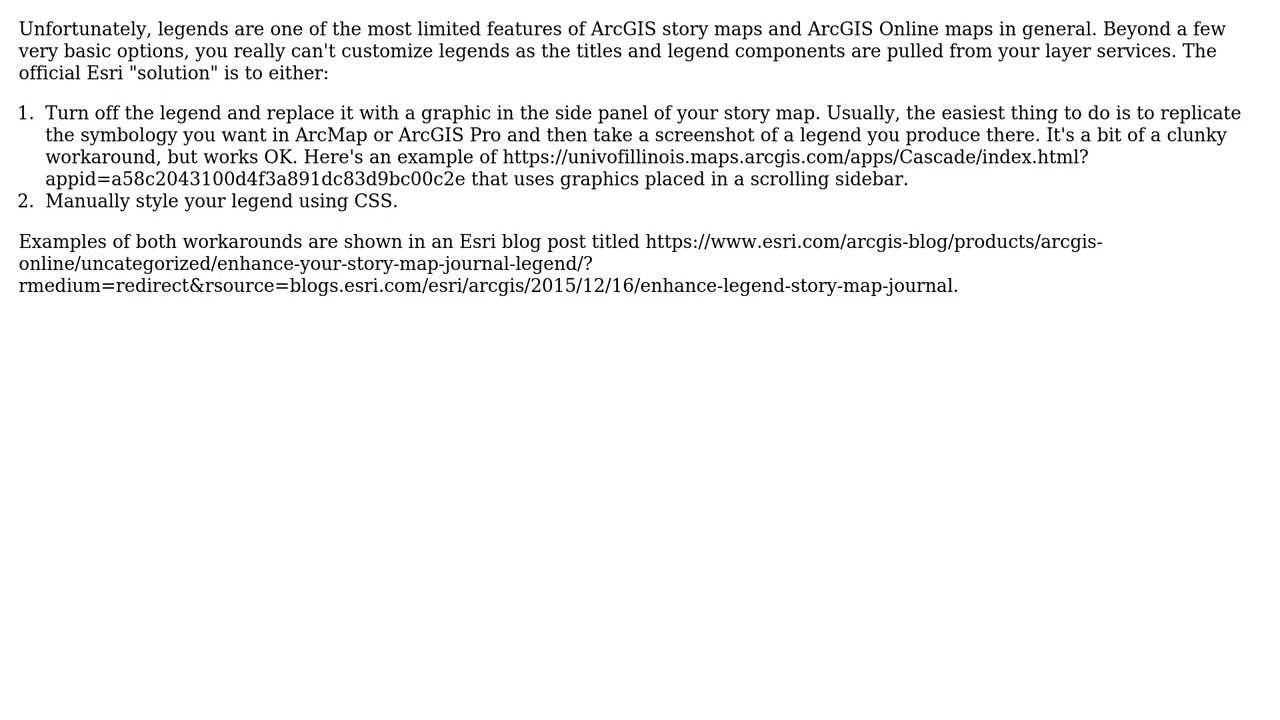 Unfortunately, legends are one of the most limited features of ArcGIS story maps and ArcGIS Online maps in general. Beyond a few
very basic options, you really can't customize legends as the titles and legend components are pulled from your layer services. The
official Esri "solution" is to either:
1. Turn off the legend and replace it with a graphic in the side panel of your story map. Usually, the easiest thing to do is to replicate
the symbology you want in ArcMap or ArcGIS Pro and then take a screenshot of a legend you produce there. It's a bit of a clunky
workaround, but works OK. Here's an example of https://univofillinois.maps.arcgis.com/apps/Cascade/index.html?
appid=a58c2043100d4f3a891dc83d9bc00c2e that uses graphics placed in a scrolling sidebar.
2. Manually style your legend using CSS.
Examples of both workarounds are shown in an Esri blog post titled https://www.esri.com/arcgis-blog/products/arcgis-
online/uncategorized/enhance-your-story-map-journal-legend/?
rmedium=redirect&rsource=blogs.esri.com/esri/arcgis/2015/12/16/enhance-legend-story-map-journal.